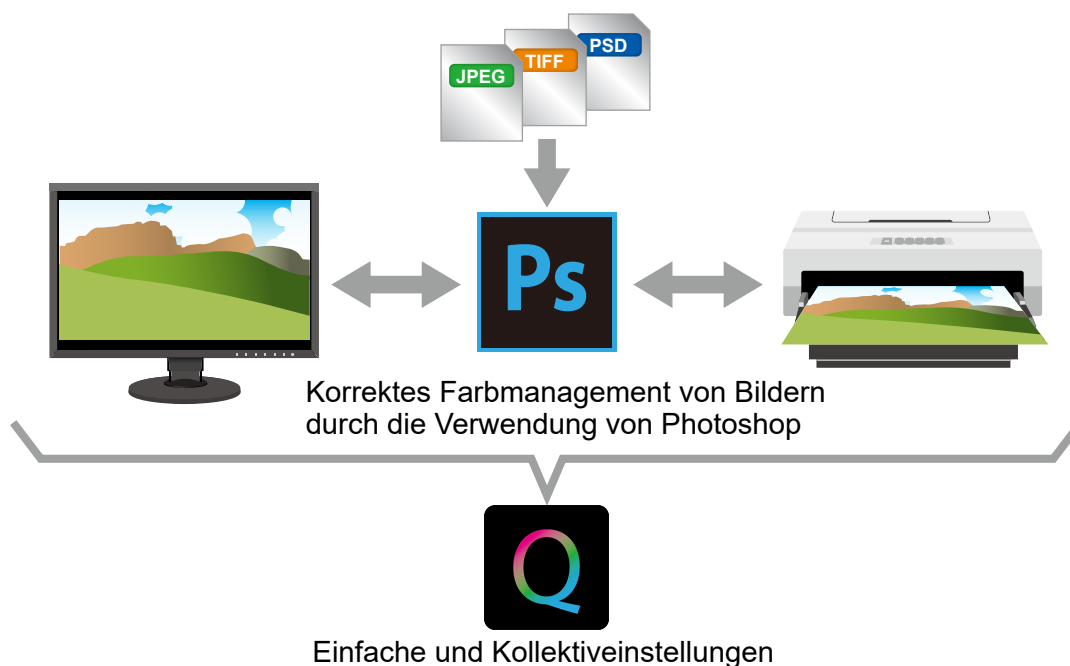 JPEG
TIFF
PSD
Ps
Korrektes Farbmanagement von Bildern
durch die Verwendung von Photoshop
Q
Einfache und Kollektiveinstellungen